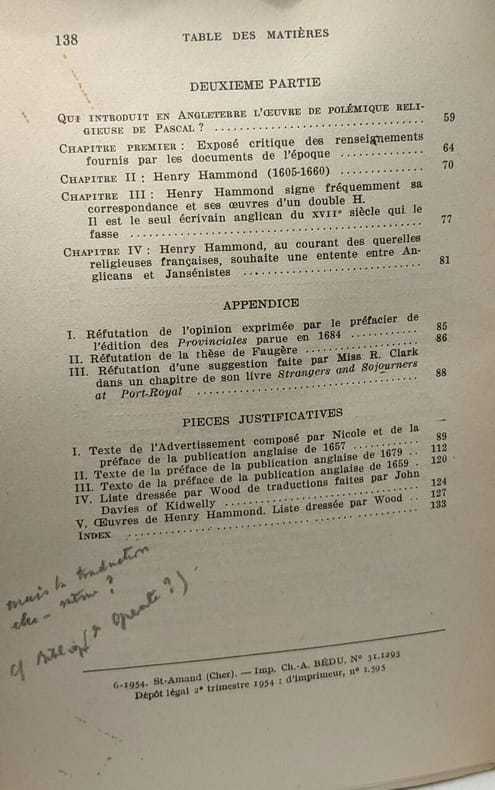 138
TABLE DES MATIÈRES
DEUXIEME PARTIE
QUI INTRODUIT EN ANGLETERRE L'ŒUVRE DE POLÉMIQUE RELI-
GIEUSE DE PASCAL ? .......... 59
CHAPITRE PREMIER : Exposé critique des renseignements
fournis par les documents de l'époque .......... 64
CHAPITRE II : Henry Hammond (1605-1660) .......... 70
CHAPITRE III : Henry Hammond signe fréquemment sa
correspondance et ses œuvres d'un double H.
Il est le seul écrivain anglican du XVIIe siècle qui le
fasse .......... 77
CHAPITRE IV : Henry Hammond, au courant des querelles
religieuses françaises, souhaite une entente entre An-
glicans et Jansénistes .......... 81
APPENDICE
I. Réfutation de l'opinion exprimée par le préfacier de
l'édition des Provinciales parue en 1684 .......... 85
II. Réfutation de la thèse de Faugère .......... 86
III. Réfutation d'une suggestion faite par Miss R. Clark
dans un chapitre de son livre Strangers and Sojourners
at Port-Royal .......... 88
PIECES JUSTIFICATIVES
I. Texte de l'Advertissement composé par Nicole et de la
préface de la publication anglaise de 1657 .......... 89
II. Texte de la préface de la publication anglaise de 1679 .. 112
III. Texte de la préface de la publication anglaise de 1659 . 120
IV. Liste dressée par Wood de traductions faites par John
Davies of Kidwelly .......... 124
V. Œuvres de Henry Hammond. Liste dressée par Wood .. 127
INDEX .......... 133
mais la traduction
elle-même ?
cf
6-1954. St-Amand (Cher). — Imp. Ch.-A. BÉDU. N° 31.1293
Dépôt légal 2e trimestre 1954 : d'imprimeur, n° 1.595